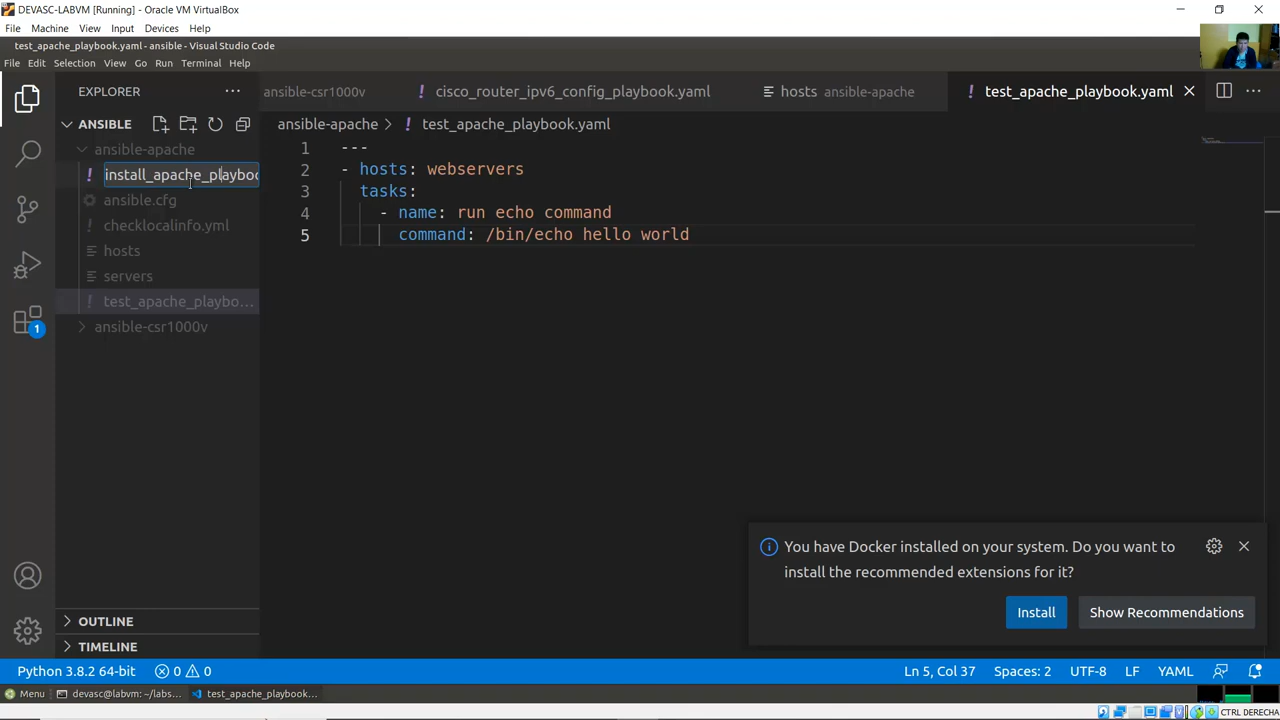 DEVASC-LABVM [Running] - Oracle VM VirtualBox
File Machine View Input Devices Help
test_apache_playbook.yaml - ansible - Visual Studio Code
File Edit Selection View Go Run Terminal Help
EXPLORER
ansible-csr1000v
! cisco_router_ipv6_config_playbook.yaml
hosts ansible-apache
! test_apache_playbook.yaml
ANSIBLE
ansible-apache > ! test_apache_playbook.yaml
ansible-apache
! install_apache_playboo
ansible.cfg
! checklocalinfo.yml
hosts
servers
! test_apache_playbo...
ansible-csr1000v
1 ---
2 - hosts: webservers
3 tasks:
4 - name: run echo command
5 command: /bin/echo hello world
1
You have Docker installed on your system. Do you want to
install the recommended extensions for it?
Install Show Recommendations
OUTLINE
TIMELINE
Python 3.8.2 64-bit 0 0 Ln 5, Col 37 Spaces: 2 UTF-8 LF YAML
Menu devasc@labvm: ~/labs... test_apache_playbook...
CTRL DERECHA